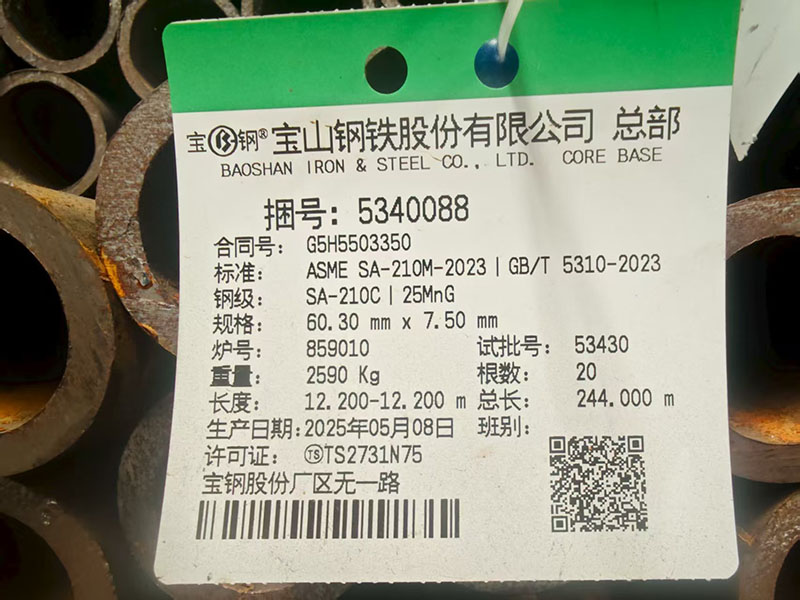 宝钢® 宝山钢铁股份有限公司 总部
BAOSHAN IRON & STEEL CO., LTD. CORE BASE
捆号: 5340088
合同号: G5H5503350
标准: ASME SA-210M-2023 | GB/T 5310-2023
钢级: SA-210C | 25MnG
规格: 60.30 mm x 7.50 mm
炉号: 859010 试批号: 53430
重量: 2590 Kg 根数: 20
长度: 12.200-12.200 m 总长: 244.000 m
生产日期: 2025年05月08日 班别:
许可证: TS TS2731N75
宝钢股份厂区无一路